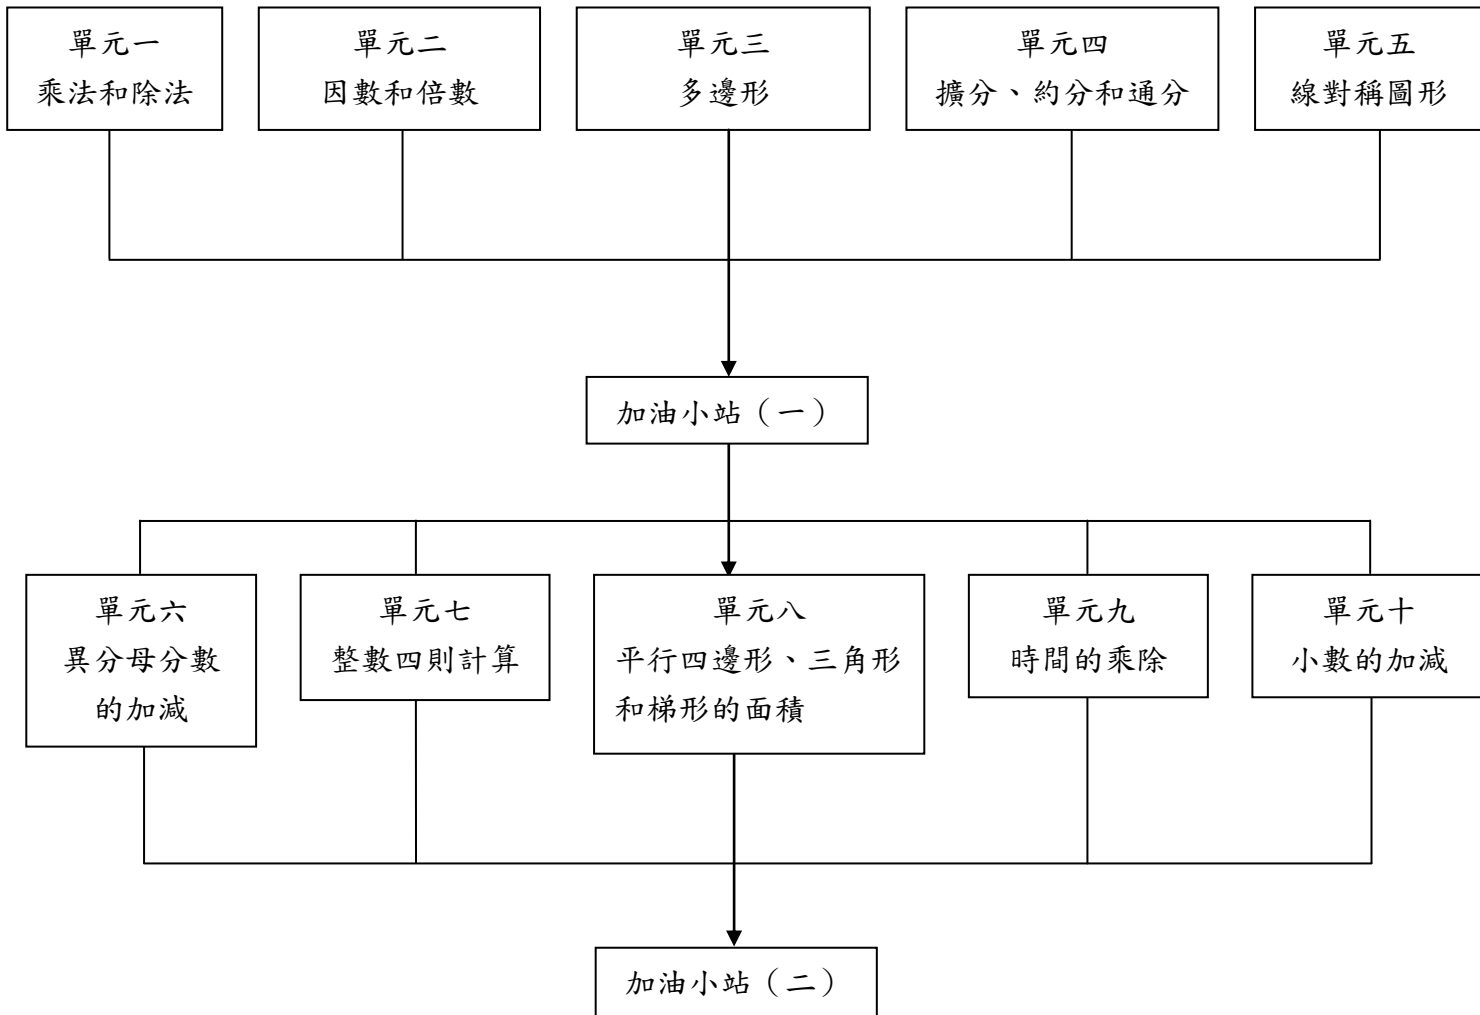 單元一
乘法和除法
單元二
因數和倍數
單元三
多邊形
單元四
擴分、約分和通分
單元五
線對稱圖形
加油小站（一）
單元六
異分母分數
的加減
單元七
整數四則計算
單元八
平行四邊形、三角形
和梯形的面積
單元九
時間的乘除
單元十
小數的加減
加油小站（二）